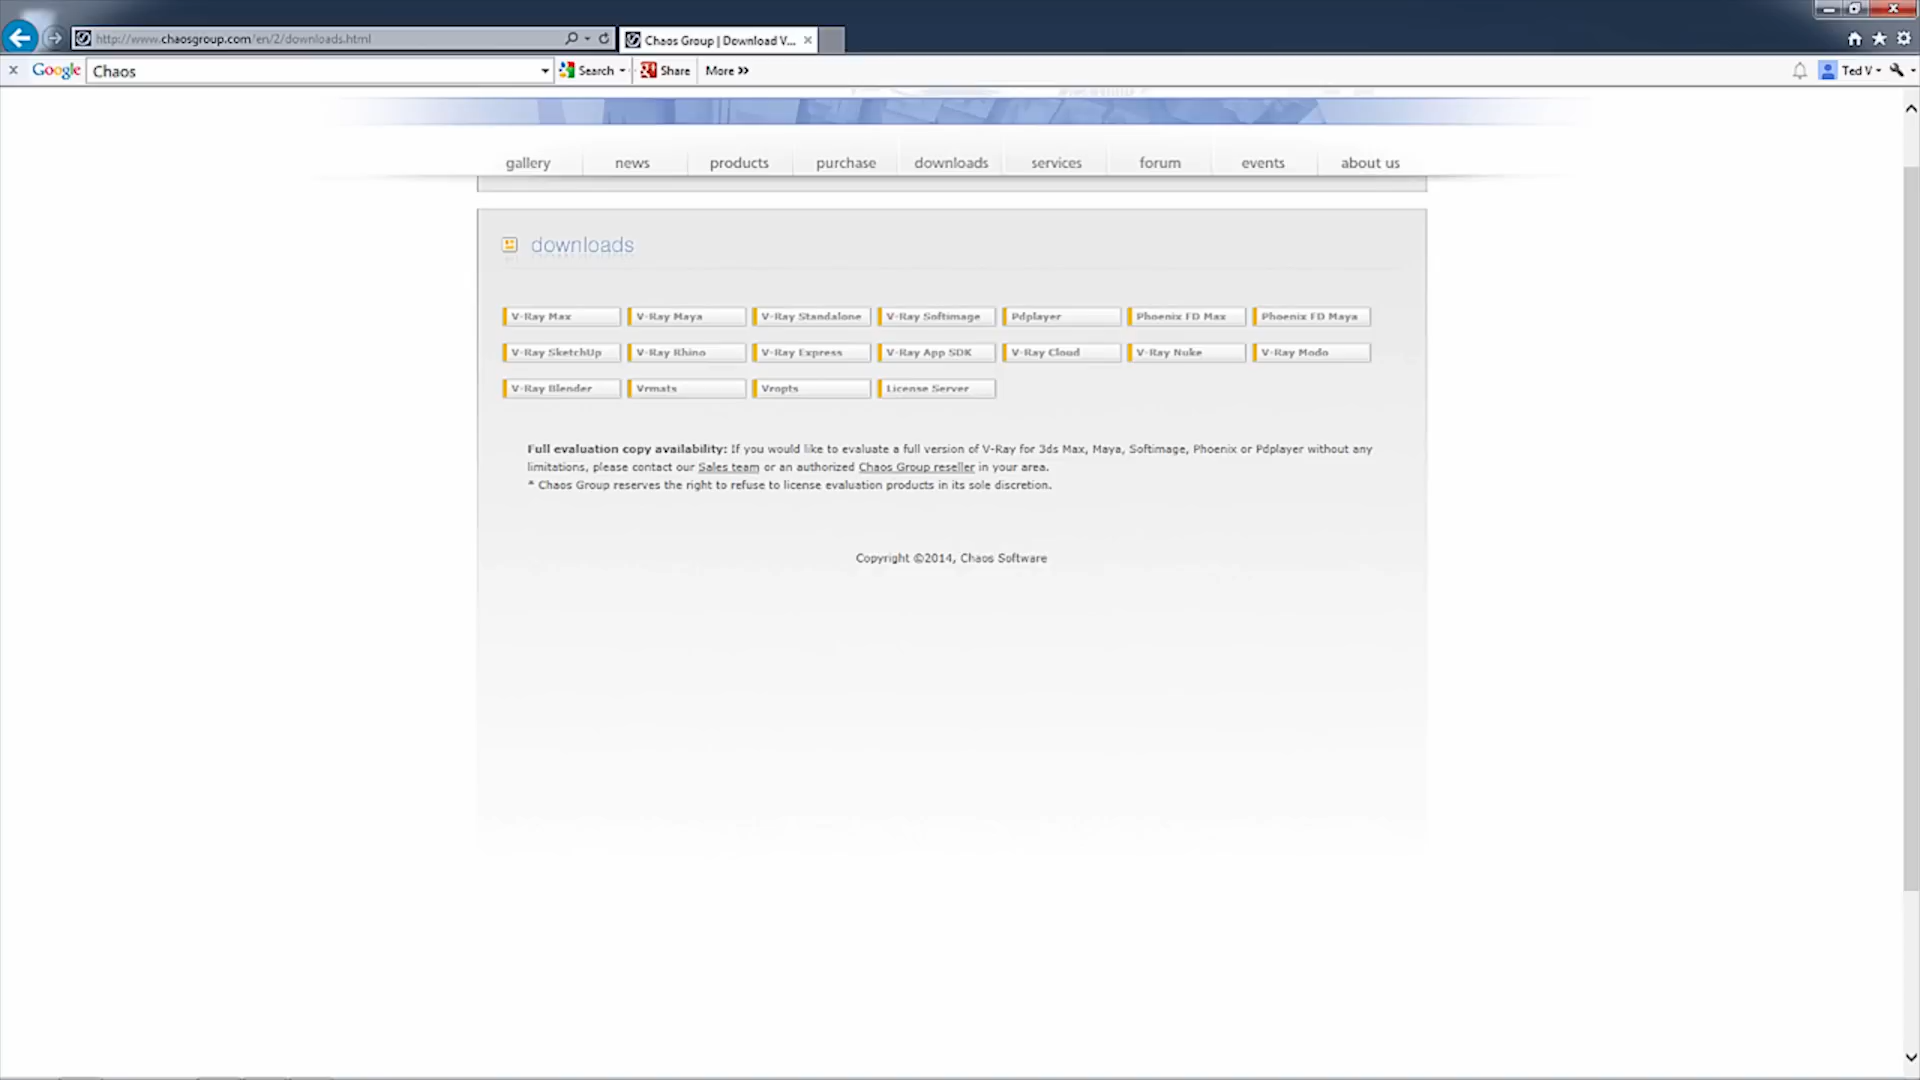 http://www.chaosgroup.com/en/2/downloads.html
Chaos Group | Download V...
Google Chaos Search Share More »
Ted V
gallery news products purchase downloads services forum events about us
downloads
V-Ray Max V-Ray Maya V-Ray Standalone V-Ray Softimage Pdplayer Phoenix FD Max Phoenix FD Maya
V-Ray SketchUp V-Ray Rhino V-Ray Express V-Ray App SDK V-Ray Cloud V-Ray Nuke V-Ray Modo
V-Ray Blender Vrmats Vropts License Server
Full evaluation copy availability: If you would like to evaluate a full version of V-Ray for 3ds Max, Maya, Softimage, Phoenix or Pdplayer without any
limitations, please contact our Sales team or an authorized Chaos Group reseller in your area.
* Chaos Group reserves the right to refuse to license evaluation products in its sole discretion.
Copyright ©2014, Chaos Software